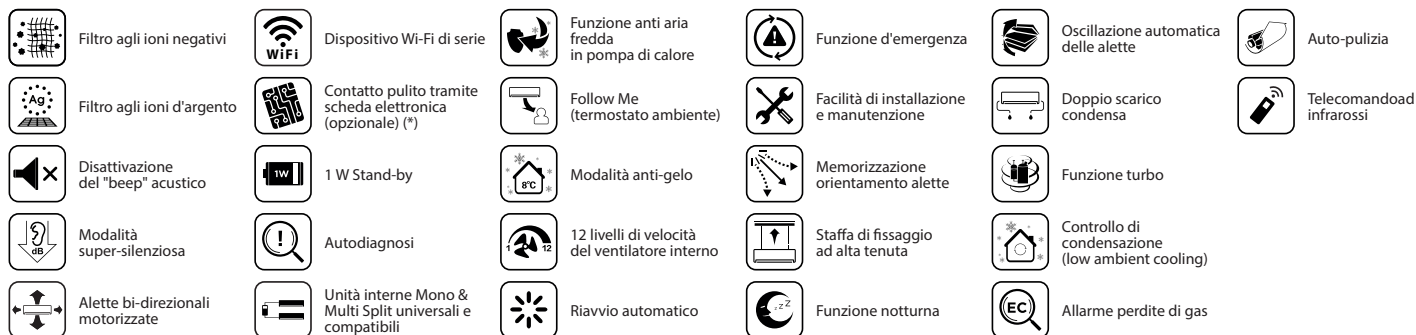 Filtro agli ioni negativi
WiFi
Dispositivo Wi-Fi di serie
Funzione anti aria
fredda
in pompa di calore
Funzione d'emergenza
Oscillazione automatica
delle alette
Auto-pulizia
Ag
Filtro agli ioni d'argento
Contatto pulito tramite
scheda elettronica
(opzionale) (*)
Follow Me
(termostato ambiente)
Facilità di installazione
e manutenzione
Doppio scarico
condensa
Telecomandoad
infrarossi
Disattivazione
del "beep" acustico
1W
1 W Stand-by
8°C
Modalità anti-gelo
Memorizzazione
orientamento alette
Funzione turbo
dB
Modalità
super-silenziosa
!
Autodiagnosi
1 12
12 livelli di velocità
del ventilatore interno
Staffa di fissaggio
ad alta tenuta
Controllo di
condensazione
(low ambient cooling)
Alette bi-direzionali
motorizzate
Unità interne Mono &
Multi Split universali e
compatibili
Riavvio automatico
zzZ
Funzione notturna
EC
Allarme perdite di gas